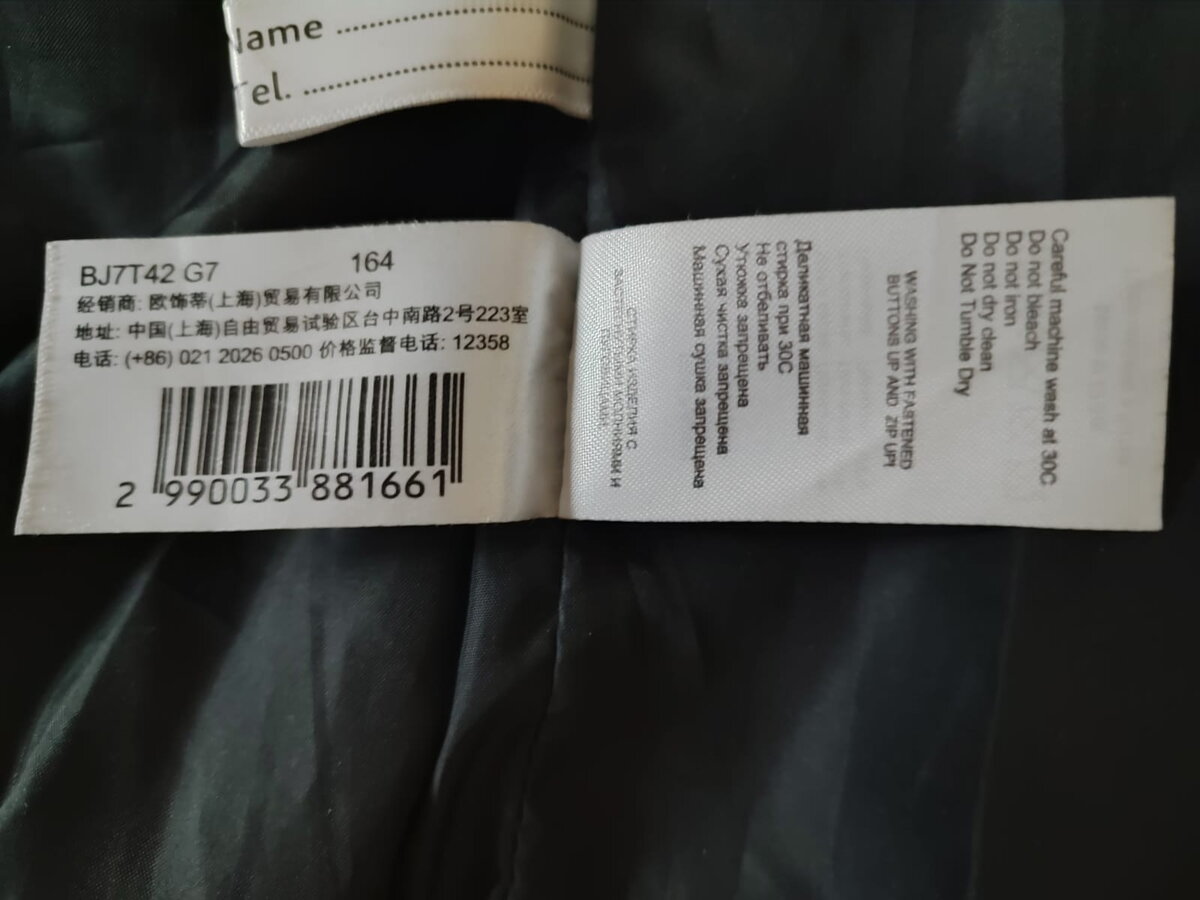 Name
Tel.
BJ7T42 G7 164
经销商: 欧饰蒂(上海)贸易有限公司
地址: 中国(上海)自由贸易试验区台中南路2号223室
电话: (+86) 021 2026 0500 价格监督电话: 12358
2 990033 881661
Careful machine wash at 30C
Do not bleach
Do not iron
Do not dry clean
Do Not Tumble Dry
WASHING WITH FASTENED
BUTTONS UP AND ZIP UP!
Деликатная машинная
стирка при 30С
Не отбеливать
Утюжка запрещена
Сухая чистка запрещена
Машинная сушка запрещена
СТИРКА ИЗДЕЛИЯ С
ЗАСТЕГНУТЫМИ МОЛНИЯМИ И
ПУГОВИЦАМИ